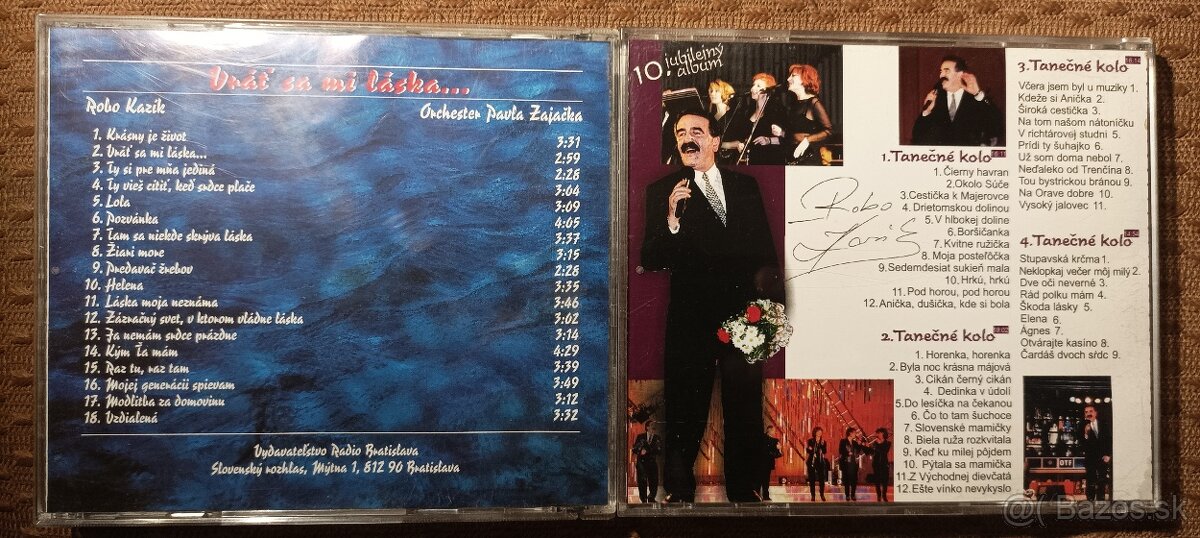 Vráť sa mi láska...
Robo Kazík
Orchester Pavla Zajačka
1. Krásny je život 3:31
2. Vráť sa mi láska... 2:59
3. Ty si pre mňa jediná 2:28
4. Ty vieš cítiť, keď srdce plače 3:04
5. Lola 3:09
6. Pozvánka 4:05
7. Tam sa niekde skrýva láska 3:37
8. Žiari more 3:15
9. Predavač žrebov 2:28
10. Helena 3:35
11. Láska moja neznáma 3:46
12. Zázračný svet, v ktorom vládne láska 3:02
13. Ja nemám srdce prázdne 3:14
14. Kým Ťa mám 4:29
15. Raz tu, raz tam 3:39
16. Mojej generácii spievam 3:49
17. Modlitba za domovinu 3:12
18. Vzdialená 3:32
Vydavateľstvo Radio Bratislava
Slovenský rozhlas, Mýtna 1, 812 90 Bratislava
10. jubilejný
album
1.Tanečné kolo
1. Čierny havran
2.Okolo Súče
3.Cestička k Majerovce
4. Drietomskou dolinou
5. V hlbokej doline
6. Boršičanka
7. Kvitne ružička
8. Moja posteľôčka
9. Sedemdesiat sukieň mala
10. Hrkú, hrkú
11. Pod horou, pod horou
12. Anička, dušička, kde si bola
Robo Kazík
2.Tanečné kolo
1. Horenka, horenka
2. Byla noc krásna májová
3. Cikán černý cikán
4. Dedinka v údolí
5.Do lesíčka na čekanou
6. Čo to tam šuchoce
7. Slovenské mamičky
8. Biela ruža rozkvitala
9. Keď ku milej pôjdem
10. Pýtala sa mamička
11.Z Východnej dievčatá
12. Ešte vínko nevykyslo
3.Tanečné kolo
Včera jsem byl u muziky 1.
Kdeže si Anička 2.
Široká cestička 3.
Na tom našom nátoníčku
V richtárovej studni 5.
Prídi ty šuhajko 6.
Už som doma nebol 7.
Neďaleko od Trenčína 8.
Tou bystrickou bránou 9.
Na Orave dobre 10.
Vysoký jalovec 11.
4.Tanečné kolo
Stupavská krčma 1.
Neklopkaj večer môj milý 2.
Dve oči neverné 3.
Rád polku mám 4.
Škoda lásky 5.
Elena 6.
Ágnes 7.
Otvárajte kasíno 8.
Čardáš dvoch sŕdc 9.
OTF
Bazos.sk